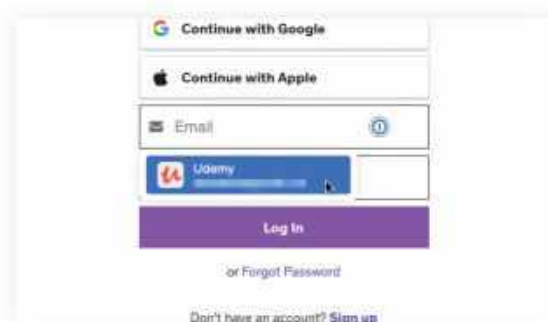 Continue with Google
Continue with Apple
Email
Udemy
Log In
or Forgot Password
Don't have an account? Sign up